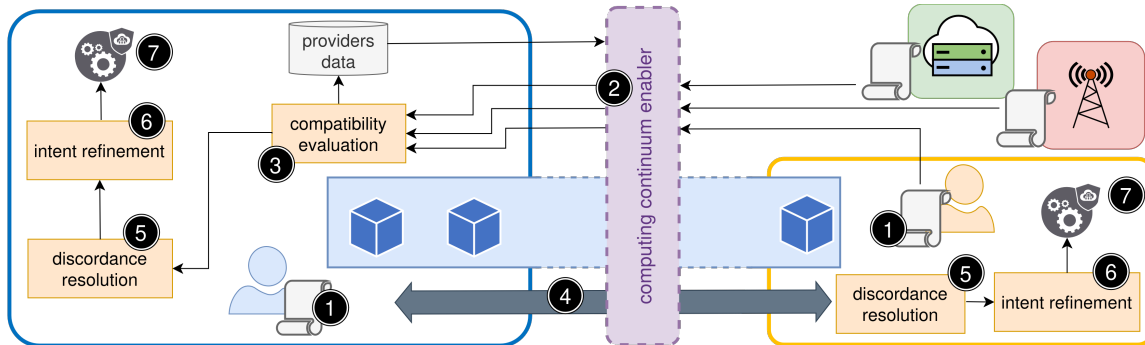 providers
data
7
2
computing continuum enabler
6
intent refinement
compatibility
evaluation
3
5
discordance
resolution
1
4
1
7
5
discordance
resolution
6
intent refinement